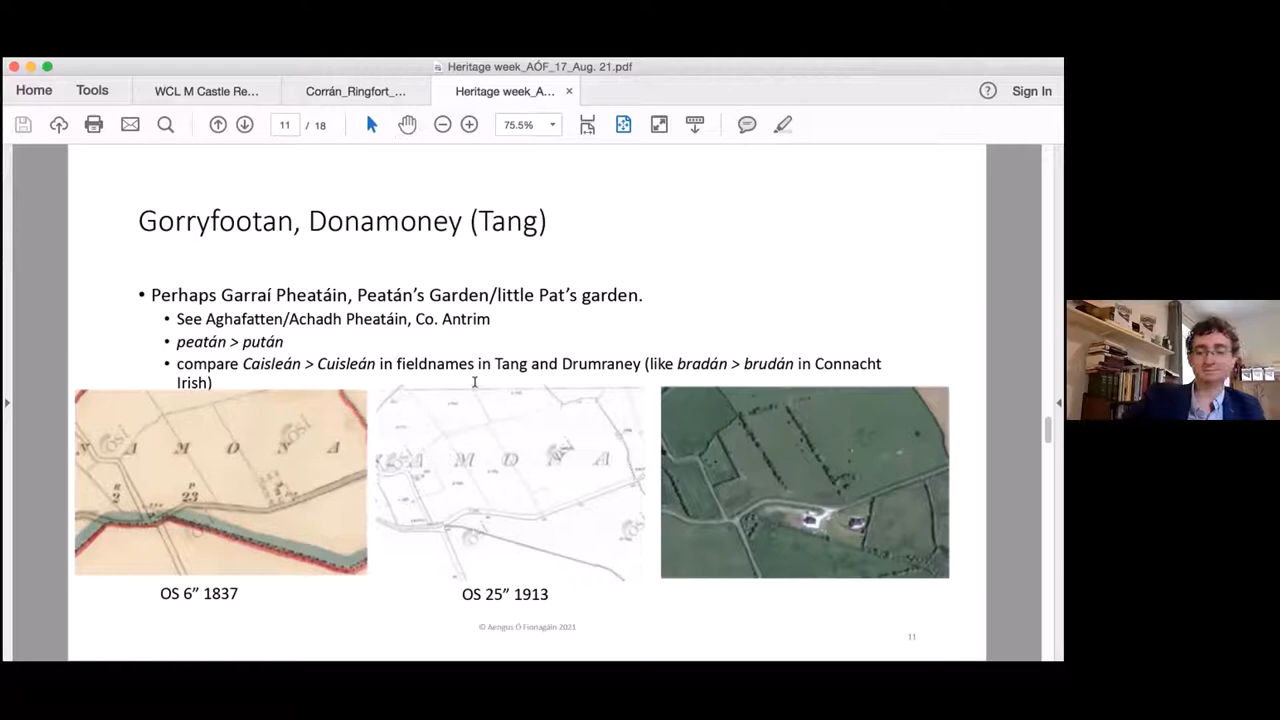 Heritage week_AÓF_17_Aug. 21.pdf
Home Tools WCL M Castle Re... Corrán_Ringfort_... Heritage week_A... × ? Sign In
11 / 18 75.5%
Gorryfootan, Donamoney (Tang)
• Perhaps Garraí Pheatáin, Peatán’s Garden/little Pat’s garden.
• See Aghafatten/Achadh Pheatáin, Co. Antrim
• peatán > pután
• compare Caisleán > Cuisleán in fieldnames in Tang and Drumraney (like bradán > brudán in Connacht
Irish)
N A M O N A
R P
2 23
A M O N A
OS 6” 1837
OS 25” 1913
© Aengus Ó Fionnagáin 2021
11